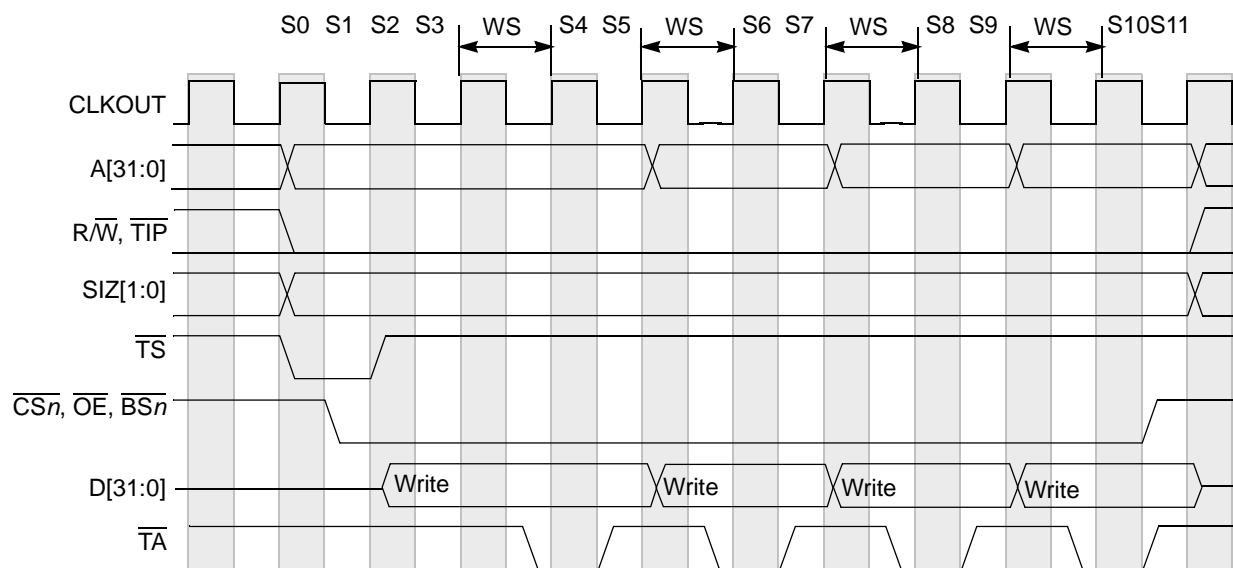 S0 S1 S2 S3 WS S4 S5 WS S6 S7 WS S8 S9 WS S10S11
CLKOUT
A[31:0]
R/W, TIP
SIZ[1:0]
TS
CSn, OE, BSn
D[31:0] Write Write Write Write
TA